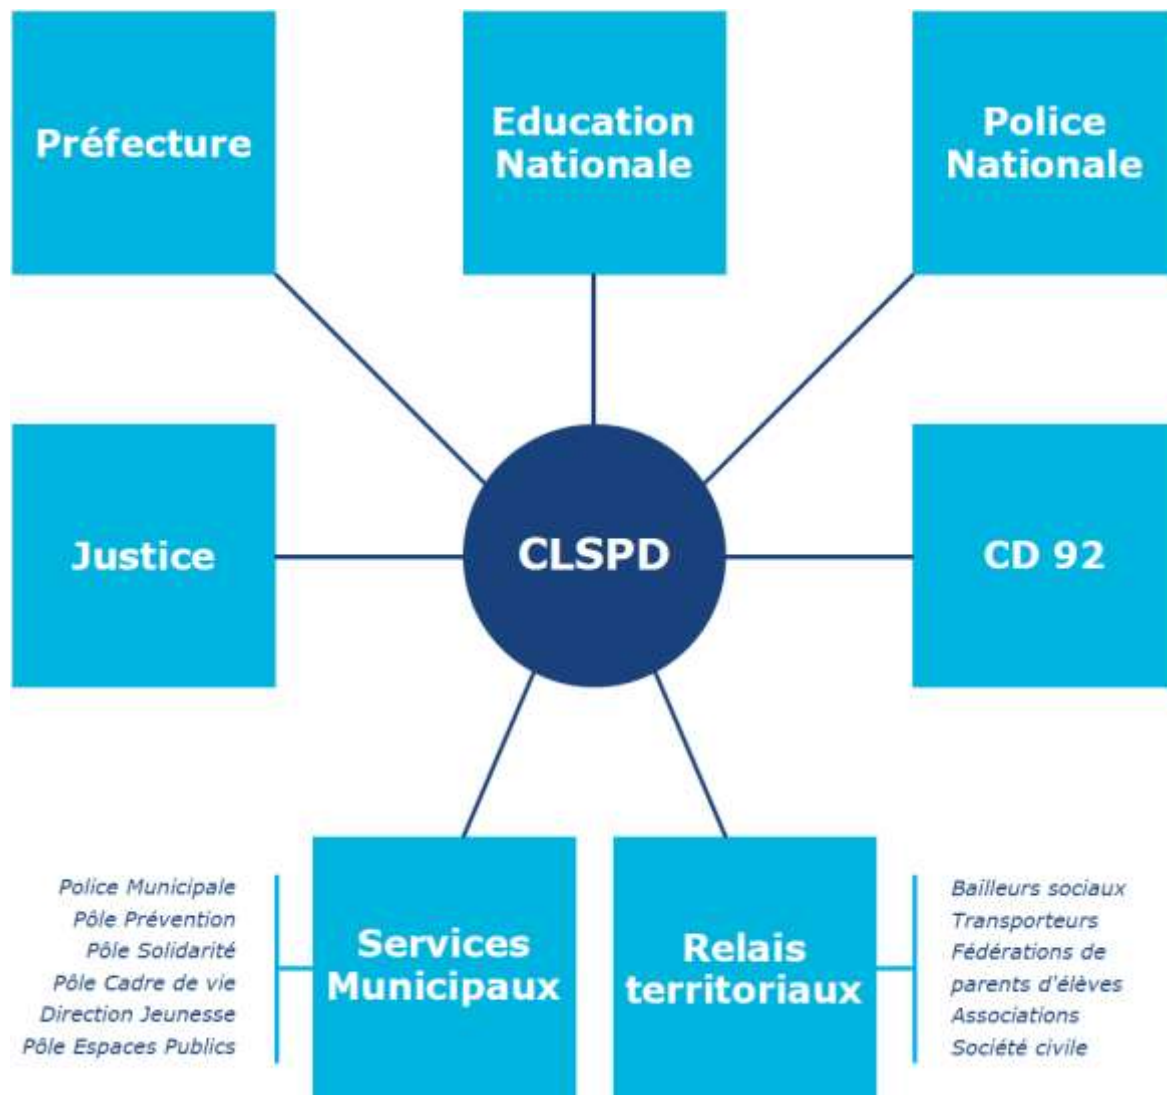 Préfecture
Education
Nationale
Police
Nationale
Justice
CLSPD
CD 92
Police Municipale
Pôle Prévention
Pôle Solidarité
Pôle Cadre de vie
Direction Jeunesse
Pôle Espaces Publics
Services
Municipaux
Relais
territoriaux
Bailleurs sociaux
Transporteurs
Fédérations de
parents d'élèves
Associations
Société civile